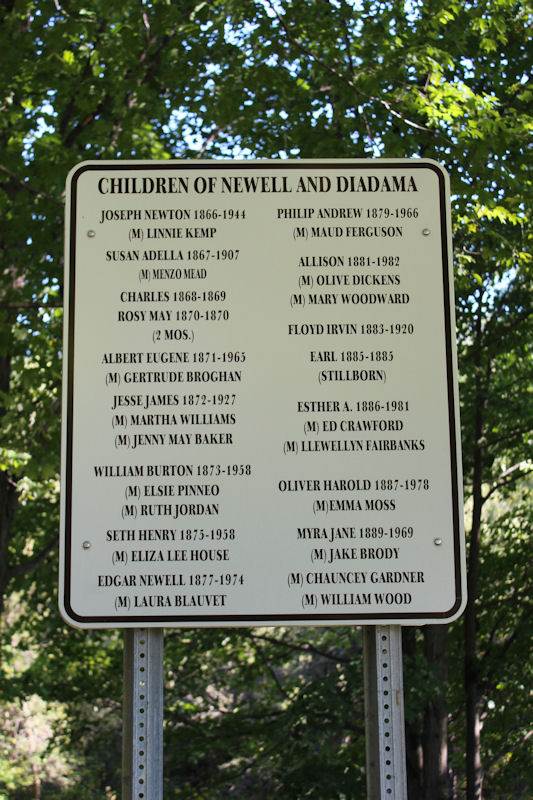 CHILDREN OF NEWELL AND DIADAMA
JOSEPH NEWTON 1866-1944
(M) LINNIE KEMP
SUSAN ADELLA 1867-1907
(M) MENZO MEAD
CHARLES 1868-1869
ROSY MAY 1870-1870
(2 MOS.)
ALBERT EUGENE 1871-1965
(M) GERTRUDE BROGHAN
JESSE JAMES 1872-1927
(M) MARTHA WILLIAMS
(M) JENNY MAY BAKER
WILLIAM BURTON 1873-1958
(M) ELSIE PINNEO
(M) RUTH JORDAN
SETH HENRY 1875-1958
(M) ELIZA LEE HOUSE
EDGAR NEWELL 1877-1974
(M) LAURA BLAUVET
PHILIP ANDREW 1879-1966
(M) MAUD FERGUSON
ALLISON 1881-1982
(M) OLIVE DICKENS
(M) MARY WOODWARD
FLOYD IRVIN 1883-1920
EARL 1885-1885
(STILLBORN)
ESTHER A. 1886-1981
(M) ED CRAWFORD
(M) LLEWELLYN FAIRBANKS
OLIVER HAROLD 1887-1978
(M)EMMA MOSS
MYRA JANE 1889-1969
(M) JAKE BRODY
(M) CHAUNCEY GARDNER
(M) WILLIAM WOOD